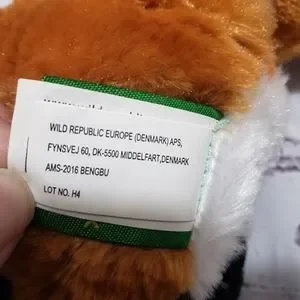 WILD REPUBLIC EUROPE (DENMARK) APS,
FYNSVEJ 60, DK-5500 MIDDELFART,DENMARK
AMS-2016 BENGBU
LOT NO. H4